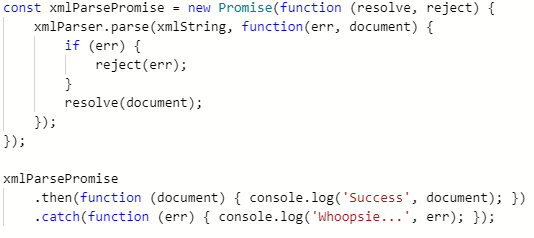 const xmlParsePromise = new Promise(function (resolve, reject) {
    xmlParser.parse(xmlString, function(err, document) {
        if (err) {
            reject(err);
        }
        resolve(document);
    });
});

xmlParsePromise
    .then(function (document) { console.log('Success', document); })
    .catch(function (err) { console.log('Whoopsie...', err); });